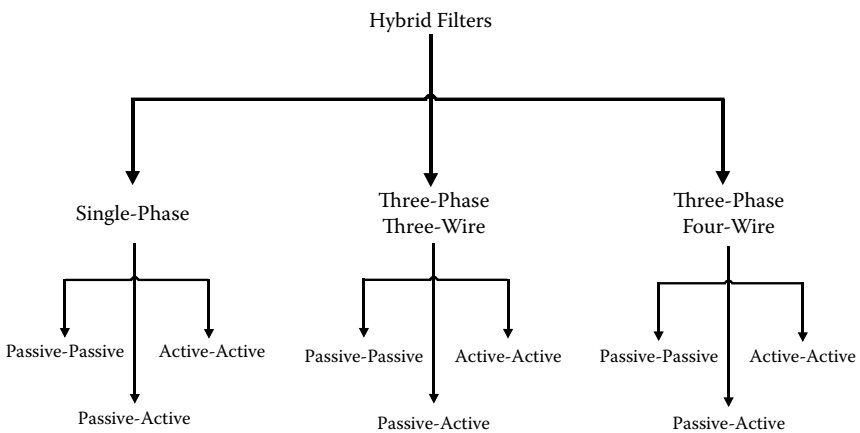 Hybrid Filters
Single-Phase
Three-Phase
Three-Wire
Three-Phase
Four-Wire
Passive-Passive
Active-Active
Passive-Active
Passive-Passive
Active-Active
Passive-Active
Passive-Passive
Active-Active
Passive-Active